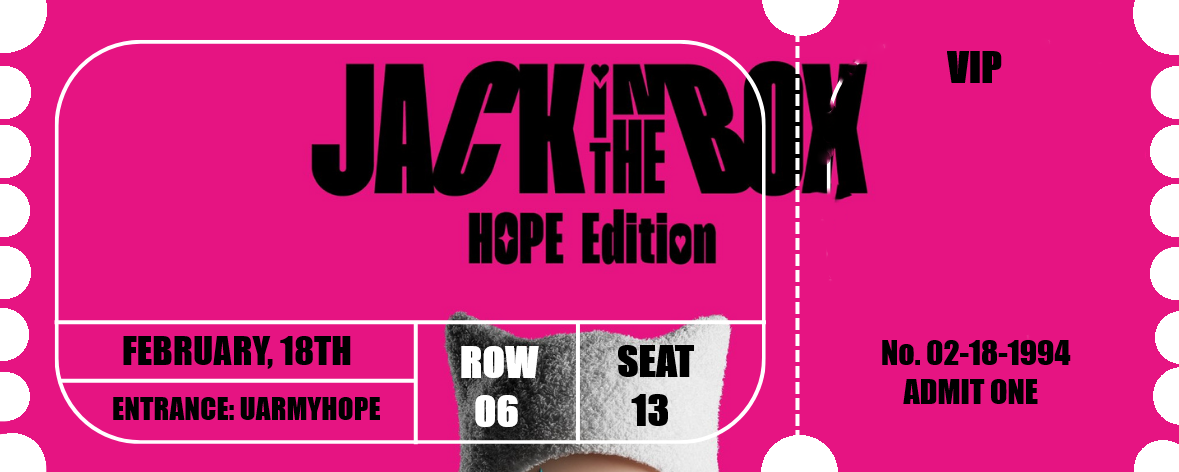 JACK iN THE BOX
HOPE Edition
FEBRUARY, 18TH
ENTRANCE: UARMYHOPE
ROW
06
SEAT
13
VIP
No. 02-18-1994
ADMIT ONE